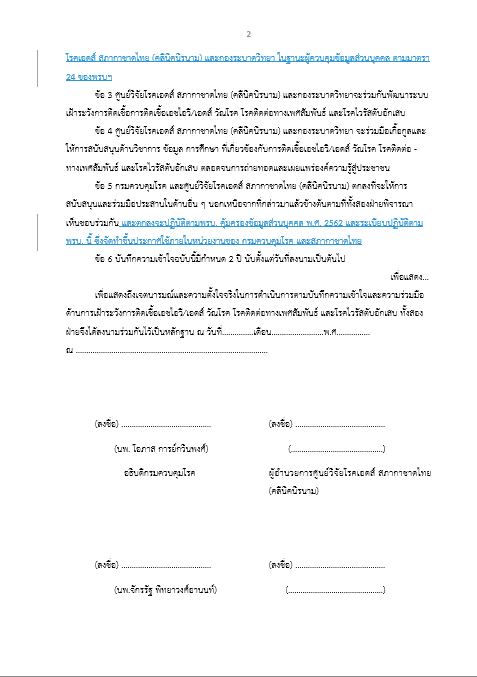 2
โรคเอดส์ สภากาชาดไทย (คลินิคนิรนาม) และกองระบาดวิทยา ในฐานะผู้ควบคุมข้อมูลส่วนบุคคล ตามมาตรา
24 ของพรบฯ
ข้อ 3 ศูนย์วิจัยโรคเอดส์ สภากาชาดไทย (คลินิคนิรนาม) และกองระบาดวิทยาจะร่วมกันพัฒนาระบบ
เฝ้าระวังการติดเชื้อการติดเชื้อเอชไอวี/เอดส์ วัณโรค โรคติดต่อทางเพศสัมพันธ์ และโรคไวรัสตับอักเสบ
ข้อ 4 ศูนย์วิจัยโรคเอดส์ สภากาชาดไทย (คลินิคนิรนาม) และกองระบาดวิทยา จะร่วมมือเกื้อกูลและ
ให้การสนับสนุนด้านวิชาการ ข้อมูล การศึกษา ที่เกี่ยวข้องกับการติดเชื้อเอชไอวี/เอดส์ วัณโรค โรคติดต่อ -
ทางเพศสัมพันธ์ และโรคไวรัสตับอักเสบ ตลอดจนการถ่ายทอดและเผยแพร่องค์ความรู้สู่ประชาชน
ข้อ 5 กรมควบคุมโรค และศูนย์วิจัยโรคเอดส์ สภากาชาดไทย (คลินิคนิรนาม) ตกลงที่จะให้การ
สนับสนุนและร่วมมือประสานในด้านอื่น ๆ นอกเหนือจากที่กล่าวมาแล้วข้างต้นตามที่ทั้งสองฝ่ายพิจารณา
เห็นชอบร่วมกัน และตกลงจะปฏิบัติตามพรบ. คุ้มครองข้อมูลส่วนบุคคล พ.ศ. 2562 และระเบียบปฏิบัติตาม
พรบ. นี้ ซึ่งจัดทำขึ้นประกาศใช้ภายในหน่วยงานของ กรมควบคุมโรค และสภากาชาดไทย
ข้อ 6 บันทึกความเข้าใจฉบับนี้มีกำหนด 2 ปี นับตั้งแต่วันที่ลงนามเป็นต้นไป
เพื่อแสดง...
เพื่อแสดงถึงเจตนารมณ์และความตั้งใจจริงในการดำเนินการตามบันทึกความเข้าใจและความร่วมมือ
ด้านการเฝ้าระวังการติดเชื้อเอชไอวี/เอดส์ วัณโรค โรคติดต่อทางเพศสัมพันธ์ และโรคไวรัสตับอักเสบ ทั้งสอง
ฝ่ายจึงได้ลงนามร่วมกันไว้เป็นหลักฐาน ณ วันที่...............เดือน.........................พ.ศ................
ณ ............................................................................................
(ลงชื่อ) ........................................... (ลงชื่อ) ...........................................
(นพ. โอภาส การย์กวินพงศ์) (............................................)
อธิบดีกรมควบคุมโรค ผู้อำนวยการศูนย์วิจัยโรคเอดส์ สภากาชาดไทย
(คลินิคนิรนาม)
(ลงชื่อ) ........................................... (ลงชื่อ) ...........................................
(นพ.จักรรัฐ พิทยาวงศ์อานนท์) (.............................................)